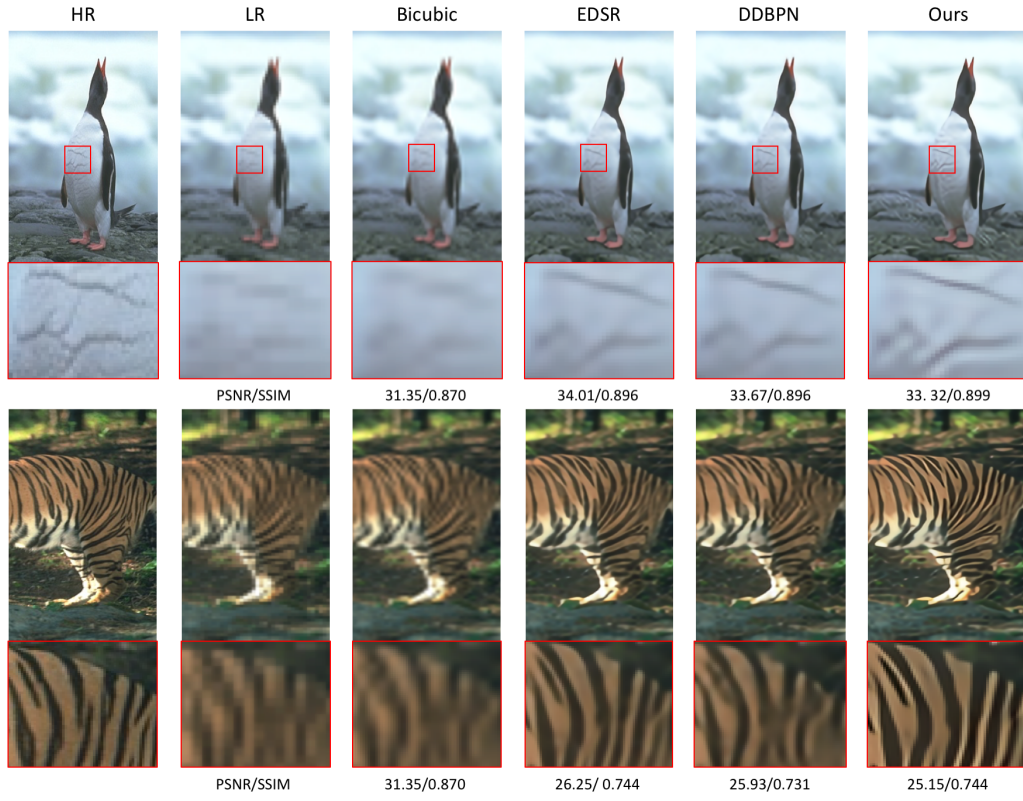 HR LR Bicubic EDSR DDBPN Ours
PSNR/SSIM 31.35/0.870 34.01/0.896 33.67/0.896 33. 32/0.899
PSNR/SSIM 31.35/0.870 26.25/ 0.744 25.93/0.731 25.15/0.744